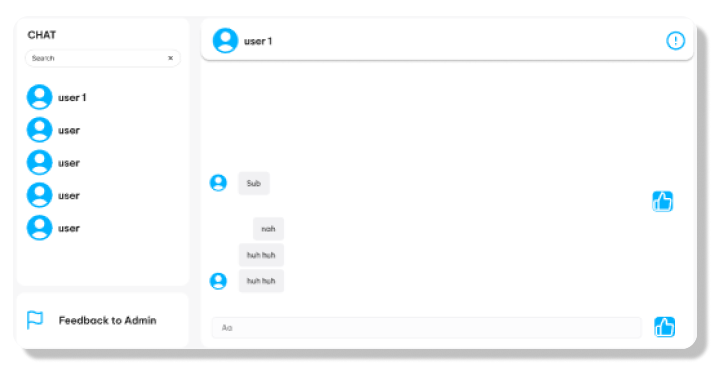 CHAT
Search x
user 1
user
user
user
user
Feedback to Admin
user 1
Sub
nah
huh huh
huh huh
Aa